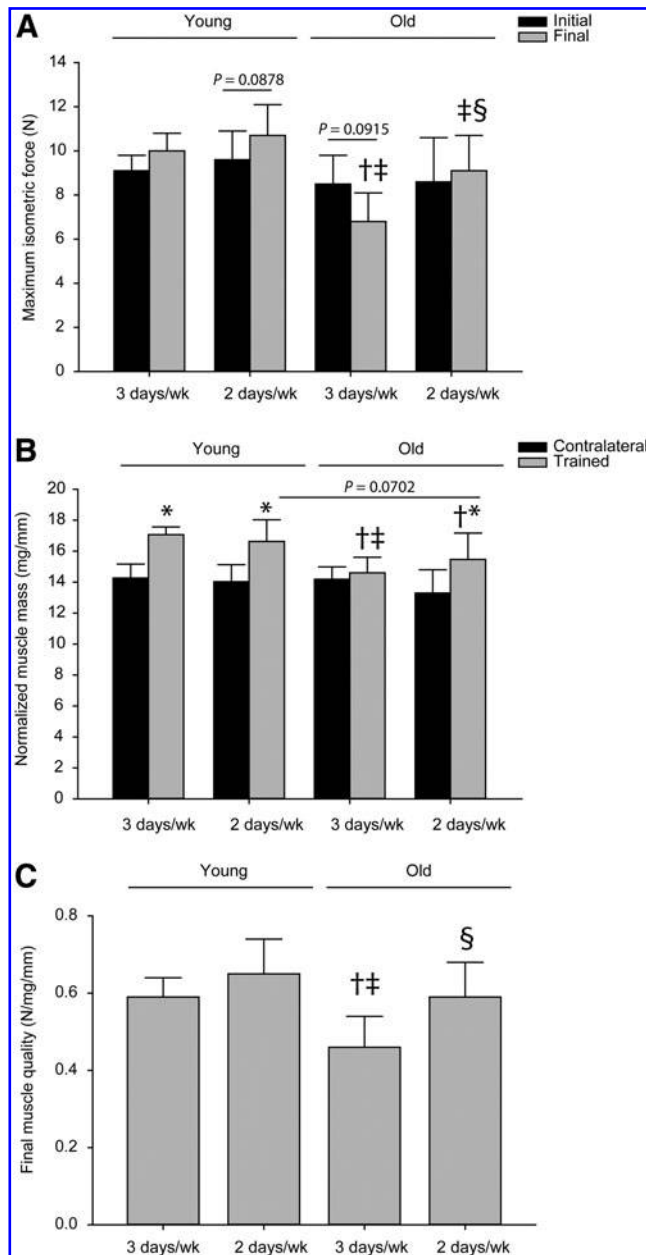 A
Young
Old
Initial
Final
Maximum isometric force (N)
14
12
10
8
6
4
2
0
P = 0.0878
P = 0.0915
†‡
‡§
3 days/wk
2 days/wk
3 days/wk
2 days/wk
B
Young
Old
Contralateral
Trained
Normalized muscle mass (mg/mm)
20
18
16
14
12
10
8
6
4
2
0
P = 0.0702
*
*
†‡
†*
3 days/wk
2 days/wk
3 days/wk
2 days/wk
C
Young
Old
Final muscle quality (N/mg/mm)
0.8
0.6
0.4
0.2
0.0
†‡
§
3 days/wk
2 days/wk
3 days/wk
2 days/wk